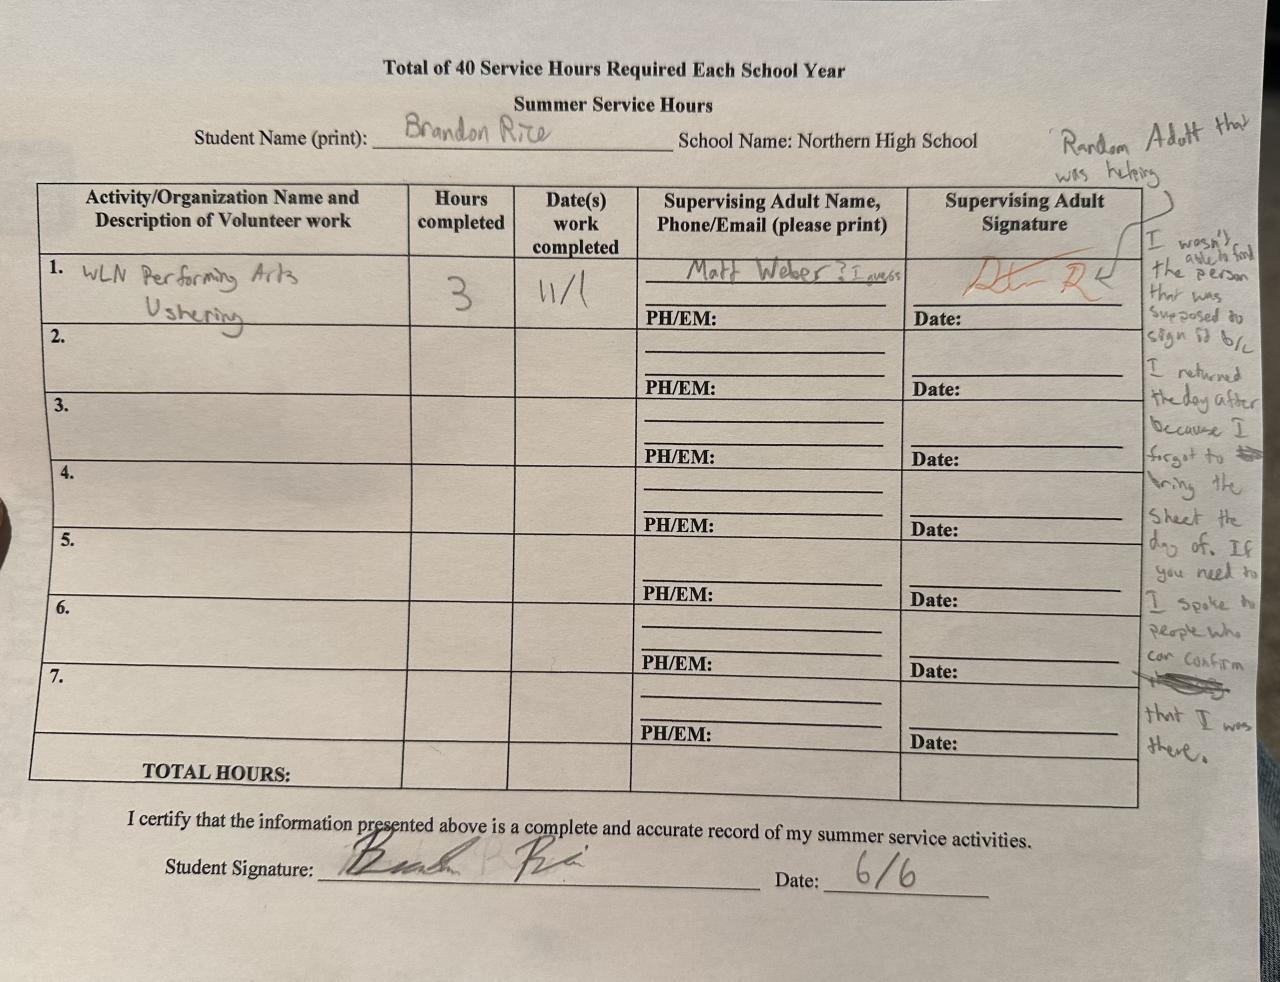 Total of 40 Service Hours Required Each School Year
Summer Service Hours
Student Name (print): Brandon Rice School Name: Northern High School
Random Adult that
was helping
Activity/Organization Name and Description of Volunteer work
Hours completed
Date(s) work completed
Supervising Adult Name, Phone/Email (please print)
Supervising Adult Signature
1. WLN Performing Arts
Ushering
3
11/1
Matt Weber? I guess
PH/EM:
Date:
2.
PH/EM:
Date:
3.
PH/EM:
Date:
4.
PH/EM:
Date:
5.
PH/EM:
Date:
6.
PH/EM:
Date:
7.
PH/EM:
Date:
TOTAL HOURS:
I wasn't
able to find
the person
that was
supposed to
sign it b/c
I returned
the day after
because I
forgot to
bring the
sheet the
day of. If
you need to
I spoke to
people who
can confirm
that I was
there.
I certify that the information presented above is a complete and accurate record of my summer service activities.
Student Signature: Brandon Rice Date: 6/6